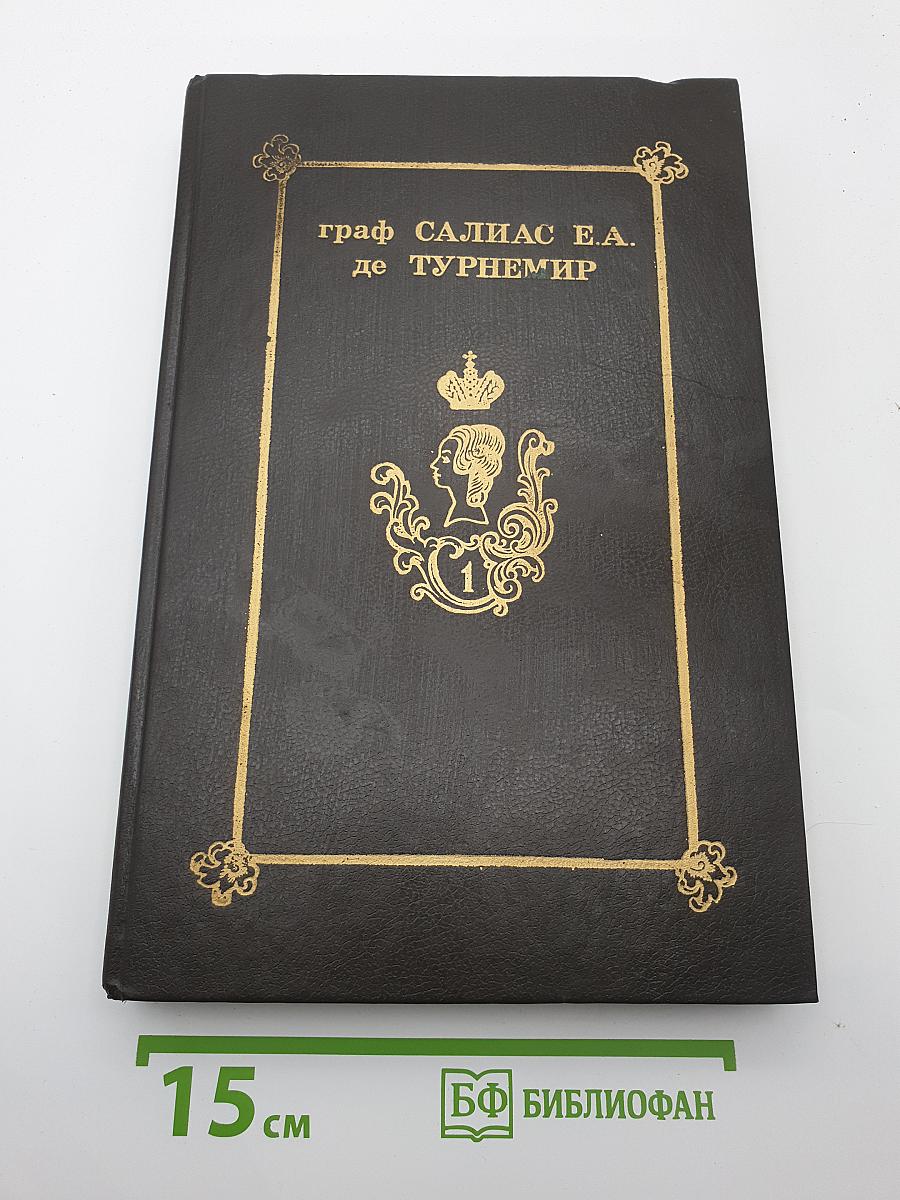 граф САЛИАС Е.А.
де ТУРНЕМИР
1
15 см
БФ БИБЛИОФАН